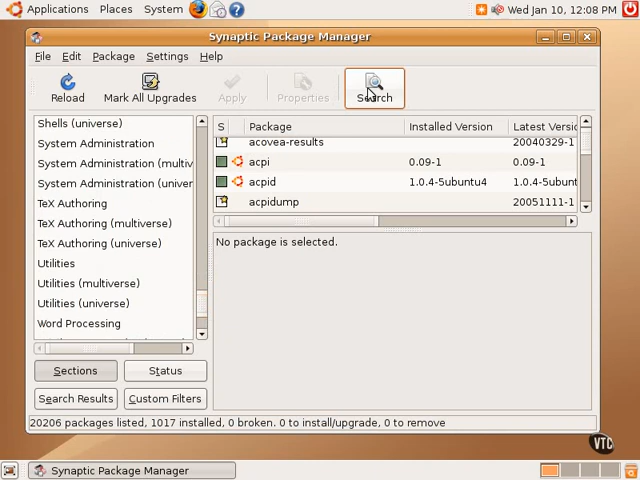 Applications Places System Wed Jan 10, 12:08 PM
Synaptic Package Manager
File Edit Package Settings Help
Reload Mark All Upgrades Apply Properties Search
Shells (universe)
System Administration
System Administration (multiv
System Administration (univer
TeX Authoring
TeX Authoring (multiverse)
TeX Authoring (universe)
Utilities
Utilities (multiverse)
Utilities (universe)
Word Processing
S Package Installed Version Latest Versio
acovea-results 20040329-1
acpi 0.09-1 0.09-1
acpid 1.0.4-5ubuntu4 1.0.4-5ubunt
acpidump 20051111-1
No package is selected.
Sections Status
Search Results Custom Filters
20206 packages listed, 1017 installed, 0 broken. 0 to install/upgrade, 0 to remove
VTC
Synaptic Package Manager